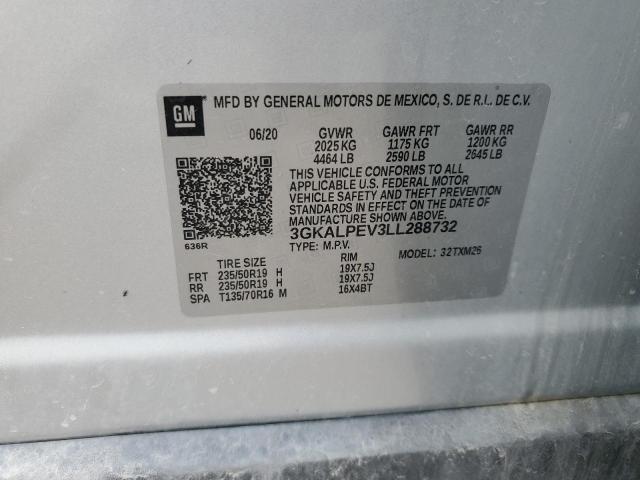 GM MFD BY GENERAL MOTORS DE MEXICO, S. DE R.L. DE C.V.
06/20 GVWR GAWR FRT GAWR RR
2025 KG 1175 KG 1200 KG
4464 LB 2590 LB 2645 LB
THIS VEHICLE CONFORMS TO ALL
APPLICABLE U.S. FEDERAL MOTOR
VEHICLE SAFETY AND THEFT PREVENTION
STANDARDS IN EFFECT ON THE DATE OF
MANUFACTURE SHOWN ABOVE.
3GKALPEV3LL288732
636R
TYPE: M.P.V. MODEL: 32TXM26
TIRE SIZE RIM
FRT 235/50R19 H 19X7.5J
RR 235/50R19 H 19X7.5J
SPA T135/70R16 M 16X4BT